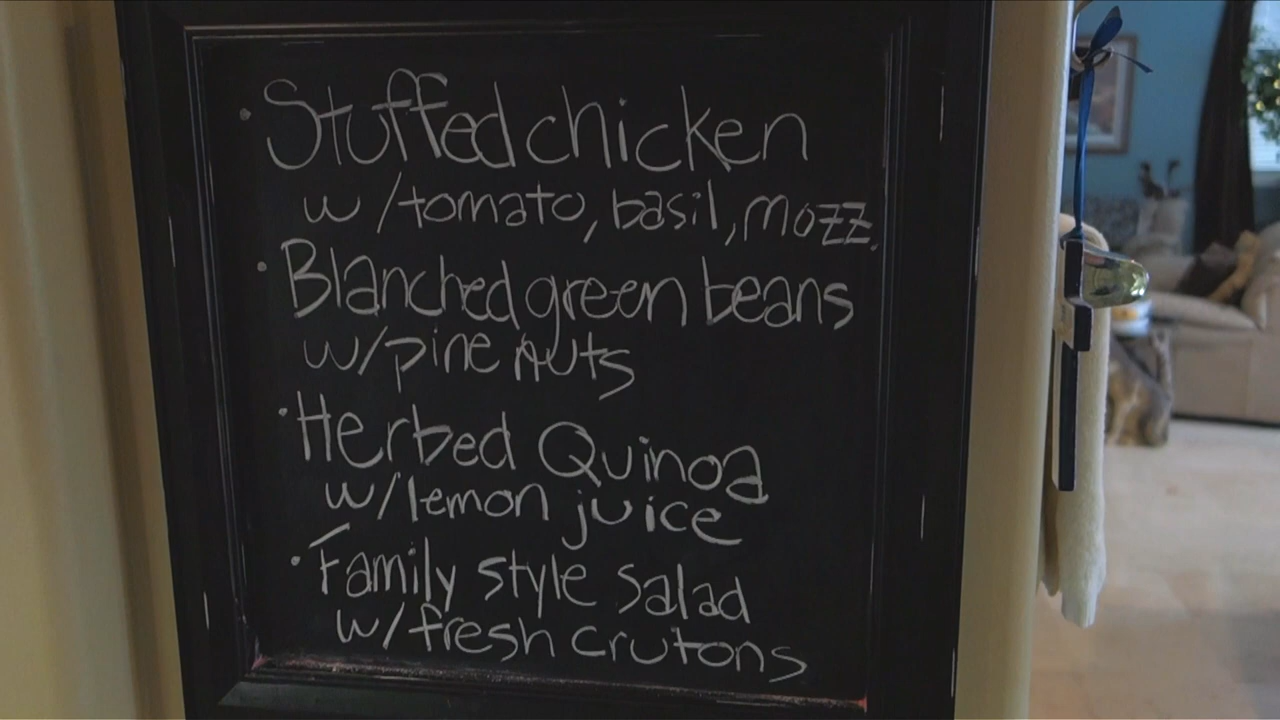 • Stuffed chicken
w/tomato, basil, mozz.
• Blanched green beans
w/pine nuts
• Herbed Quinoa
w/lemon juice
• Family style salad
w/fresh crutons